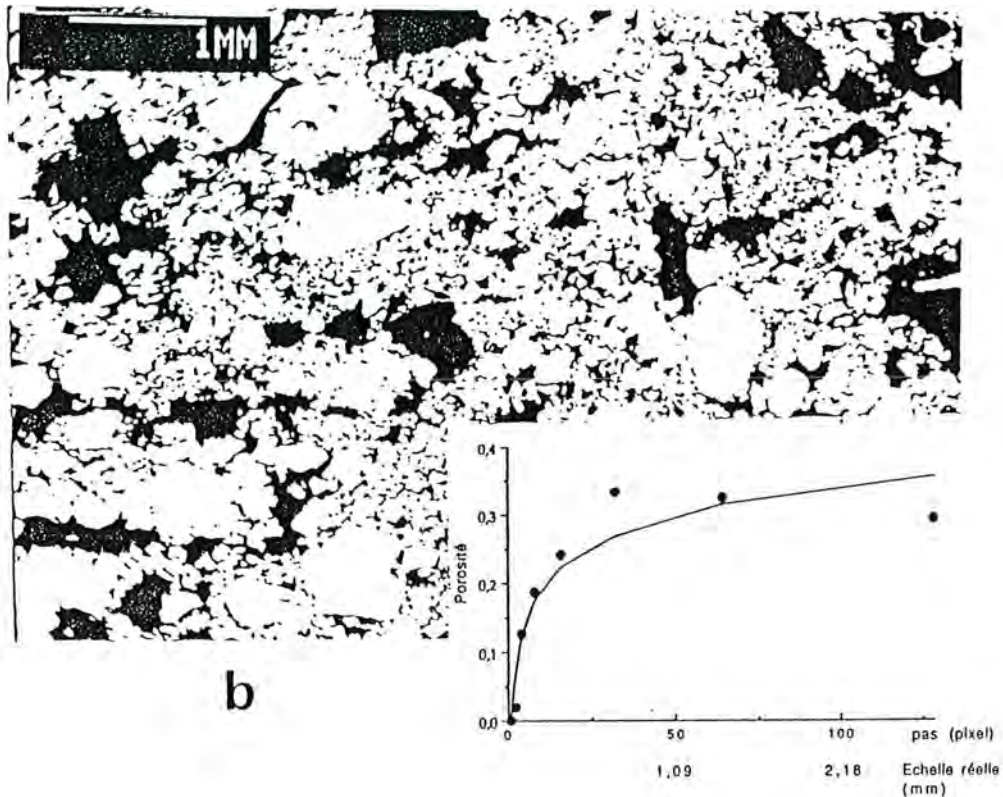 1MM
0,4
0,3
0,2
0,1
0,0
Porosité
0 50 100 pas (pixel)
1,09 2,18 Echelle réelle
(mm)
b